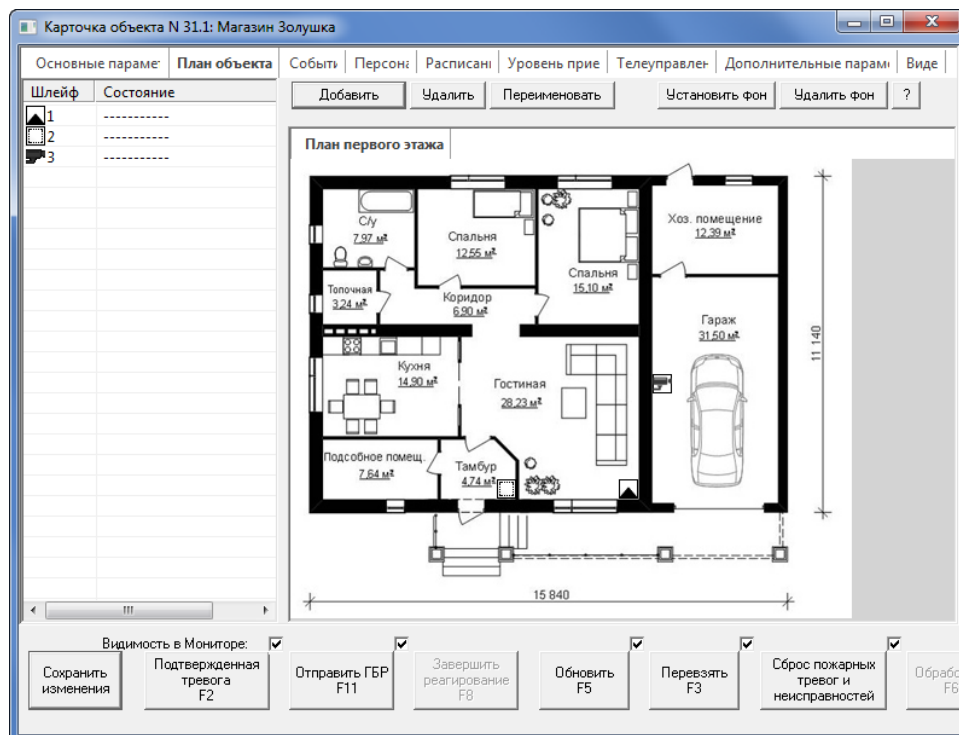 Карточка объекта N 31.1: Магазин Золушка
Основные параме План объекта Событи Персона Расписани Уровень прие Телеуправлен Дополнительные парам Виде
Шлейф Состояние
Добавить Удалить Переименовать Установить фон Удалить фон ?
1 -----------
2 -----------
3 -----------
План первого этажа
С/у
7,97 м²
Спальня
12,55 м²
Спальня
15,10 м²
Хоз. помещение
12,39 м²
Топочная
3,24 м²
Коридор
6,90 м²
Гараж
31,50 м²
11 140
Кухня
14,90 м²
Гостиная
28,23 м²
Подсобное помещ.
7,64 м²
Тамбур
4,74 м²
15 840
Видимость в Мониторе:
Сохранить
изменения
Подтвержденная
тревога
F2
Отправить ГБР
F11
Завершить
реагирование
F8
Обновить
F5
Перевзять
F3
Сброс пожарных
тревог и
неисправностей
Обрабо
F6